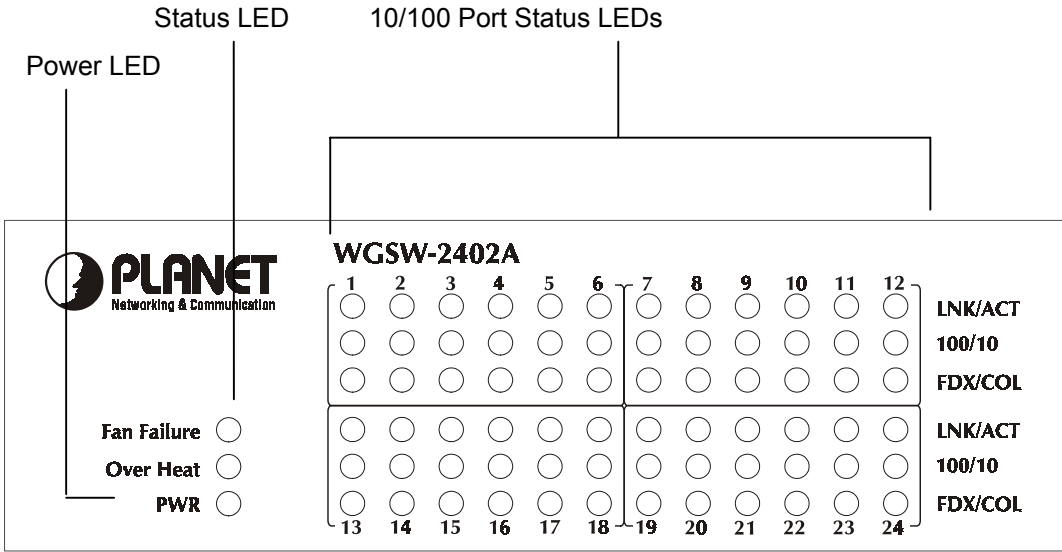 Status LED
10/100 Port Status LEDs
Power LED
PLANET
Networking & Communication
WGSW-2402A
1 2 3 4 5 6 7 8 9 10 11 12
LNK/ACT
100/10
FDX/COL
Fan Failure
LNK/ACT
Over Heat
100/10
PWR
FDX/COL
13 14 15 16 17 18 19 20 21 22 23 24